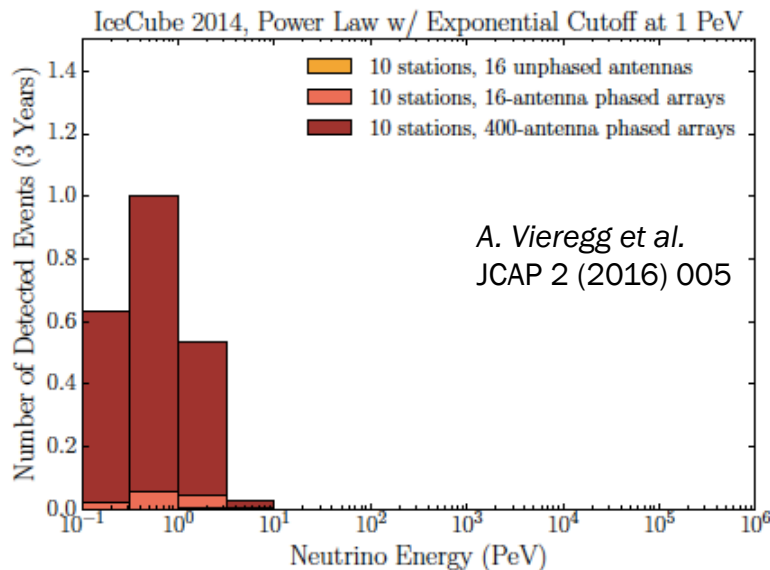 IceCube 2014, Power Law w/ Exponential Cutoff at 1 PeV
10 stations, 16 unphased antennas
10 stations, 16-antenna phased arrays
10 stations, 400-antenna phased arrays
A. Vieregg et al.
JCAP 2 (2016) 005
Number of Detected Events (3 Years)
1.4
1.2
1.0
0.8
0.6
0.4
0.2
0.0
10⁻¹ 10⁰ 10¹ 10² 10³ 10⁴ 10⁵ 10⁶
Neutrino Energy (PeV)